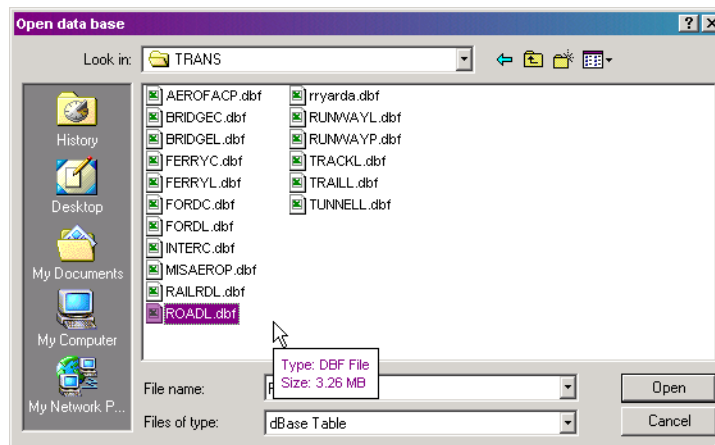 Open data base
Look in: TRANS
History
Desktop
My Documents
My Computer
My Network P...
AEROFACP.dbf
BRIDGEC.dbf
BRIDGEL.dbf
FERRYC.dbf
FERRYL.dbf
FORDC.dbf
FORDL.dbf
INTERC.dbf
MISAEROP.dbf
RAILRDL.dbf
ROADL.dbf
rryarda.dbf
RUNWAYL.dbf
RUNWAYP.dbf
TRACKL.dbf
TRAILL.dbf
TUNNELL.dbf
Type: DBF File
Size: 3.26 MB
File name:
Open
Files of type: dBase Table
Cancel